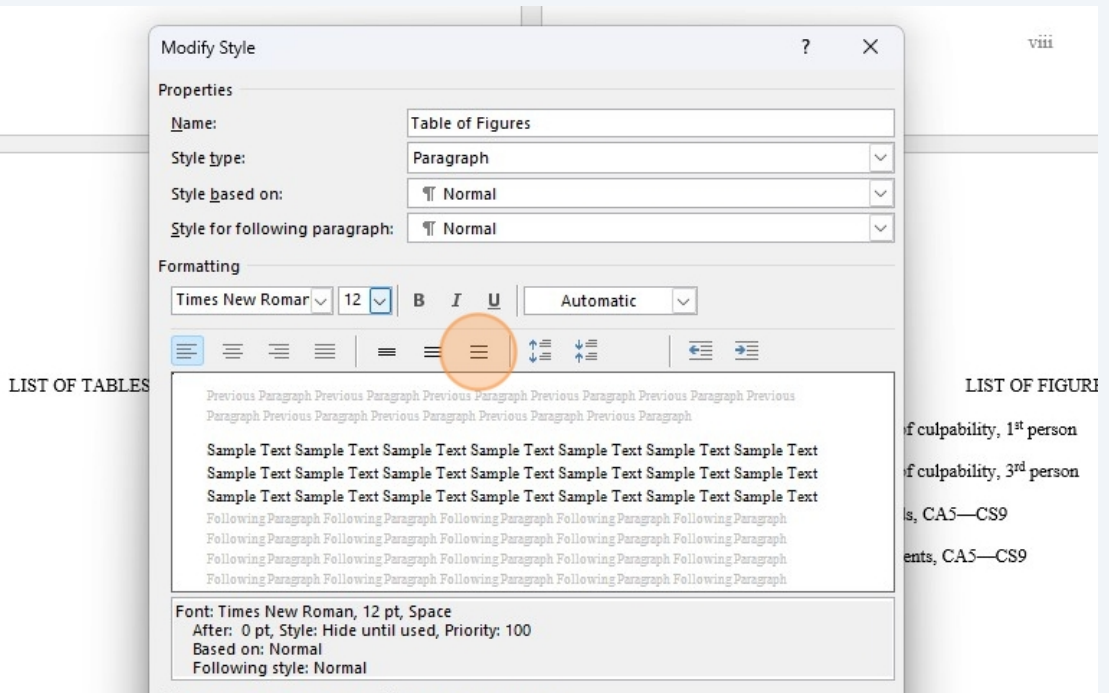 viii
Modify Style
?
Properties
Name:
Table of Figures
Style type:
Paragraph
Style based on:
¶ Normal
Style for following paragraph:
¶ Normal
Formatting
Times New Roman
12
B I U
Automatic
LIST OF TABLES
LIST OF FIGURE
Previous Paragraph Previous Paragraph Previous Paragraph Previous Paragraph Previous Paragraph Previous
Paragraph Previous Paragraph Previous Paragraph Previous Paragraph Previous Paragraph
of culpability, 1st person
Sample Text Sample Text Sample Text Sample Text Sample Text Sample Text Sample Text
of culpability, 3rd person
Sample Text Sample Text Sample Text Sample Text Sample Text Sample Text Sample Text
Sample Text Sample Text Sample Text Sample Text Sample Text Sample Text Sample Text
ls, CA5—CS9
Following Paragraph Following Paragraph Following Paragraph Following Paragraph Following Paragraph
Following Paragraph Following Paragraph Following Paragraph Following Paragraph Following Paragraph
ents, CA5—CS9
Following Paragraph Following Paragraph Following Paragraph Following Paragraph Following Paragraph
Following Paragraph Following Paragraph Following Paragraph Following Paragraph Following Paragraph
Font: Times New Roman, 12 pt, Space
After: 0 pt, Style: Hide until used, Priority: 100
Based on: Normal
Following style: Normal